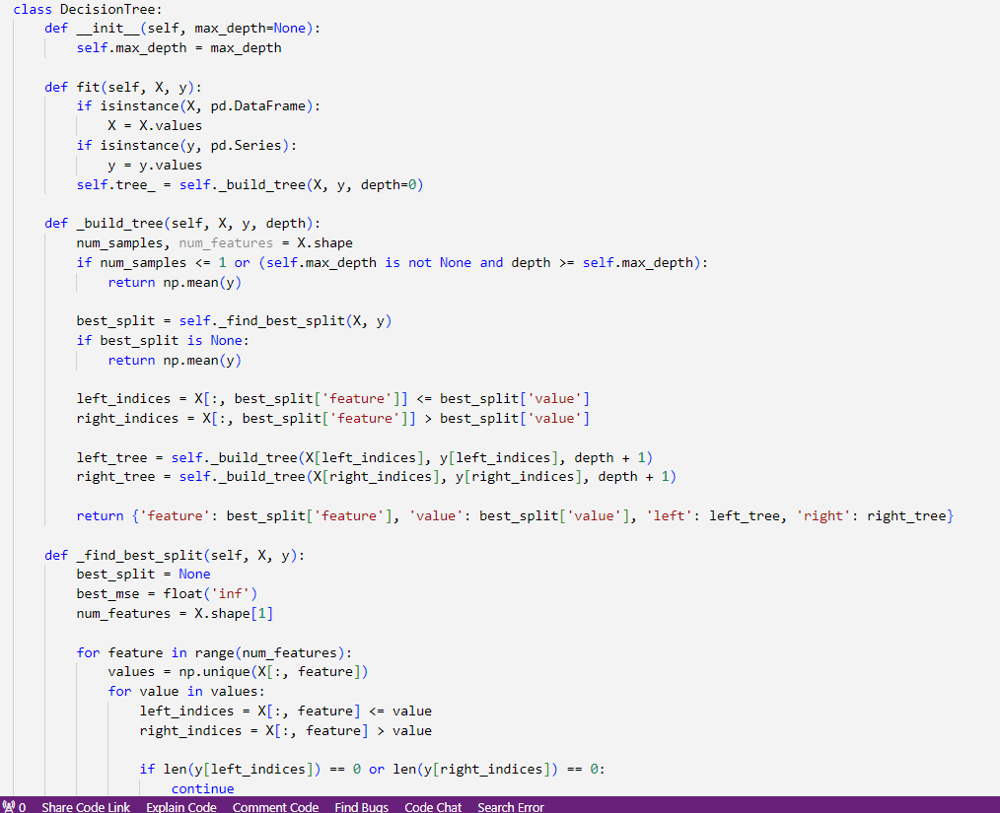 class DecisionTree:
    def __init__(self, max_depth=None):
        self.max_depth = max_depth

    def fit(self, X, y):
        if isinstance(X, pd.DataFrame):
            X = X.values
        if isinstance(y, pd.Series):
            y = y.values
        self.tree_ = self._build_tree(X, y, depth=0)

    def _build_tree(self, X, y, depth):
        num_samples, num_features = X.shape
        if num_samples <= 1 or (self.max_depth is not None and depth >= self.max_depth):
            return np.mean(y)

        best_split = self._find_best_split(X, y)
        if best_split is None:
            return np.mean(y)

        left_indices = X[:, best_split['feature']] <= best_split['value']
        right_indices = X[:, best_split['feature']] > best_split['value']

        left_tree = self._build_tree(X[left_indices], y[left_indices], depth + 1)
        right_tree = self._build_tree(X[right_indices], y[right_indices], depth + 1)

        return {'feature': best_split['feature'], 'value': best_split['value'], 'left': left_tree, 'right': right_tree}

    def _find_best_split(self, X, y):
        best_split = None
        best_mse = float('inf')
        num_features = X.shape[1]

        for feature in range(num_features):
            values = np.unique(X[:, feature])
            for value in values:
                left_indices = X[:, feature] <= value
                right_indices = X[:, feature] > value

                if len(y[left_indices]) == 0 or len(y[right_indices]) == 0:
                    continue
0 Share Code Link Explain Code Comment Code Find Bugs Code Chat Search Error